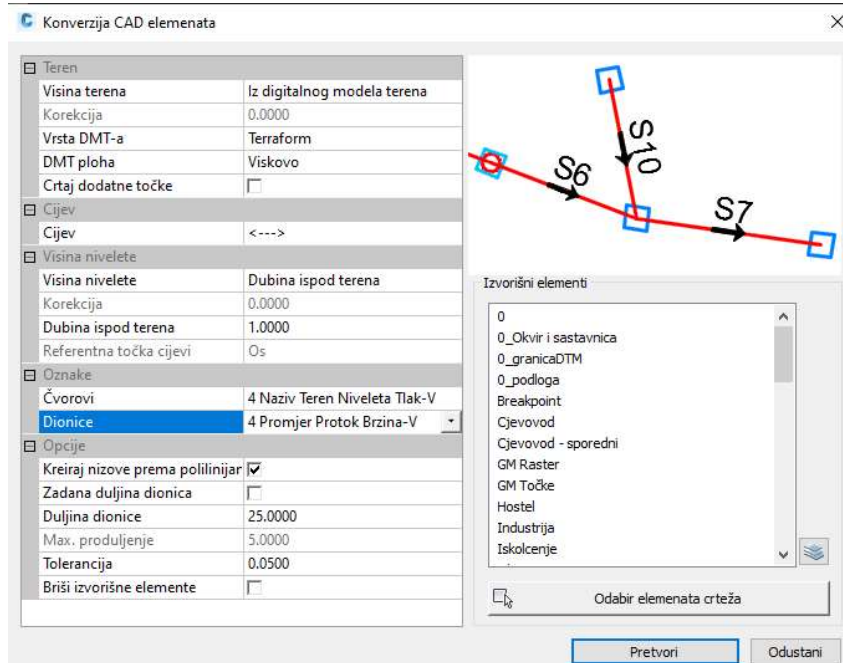 Konverzija CAD elemenata
Teren
Visina terena Iz digitalnog modela terena
Korekcija 0.0000
Vrsta DMT-a Terraform
DMT ploha Viskovo
Crtaj dodatne točke
Cijev
Cijev <--->
Visina nivelete
Visina nivelete Dubina ispod terena
Korekcija 0.0000
Dubina ispod terena 1.0000
Referentna točka cijevi Os
Oznake
Čvorovi 4 Naziv Teren Niveleta Tlak-V
Dionice 4 Promjer Protok Brzina-V
Opcije
Kreiraj nizove prema polilinijar
Zadana duljina dionica
Duljina dionice 25.0000
Max. produljenje 5.0000
Tolerancija 0.0500
Briši izvorišne elemente
S10
S6
S7
Izvorišni elementi
0
0_Okvir i sastavnica
0_granicaDTM
0_podloga
Breakpoint
Cjevovod
Cjevovod - sporedni
GM Raster
GM Točke
Hostel
Industrija
Iskolcenje
Odabir elemenata crteža
Pretvori
Odustani